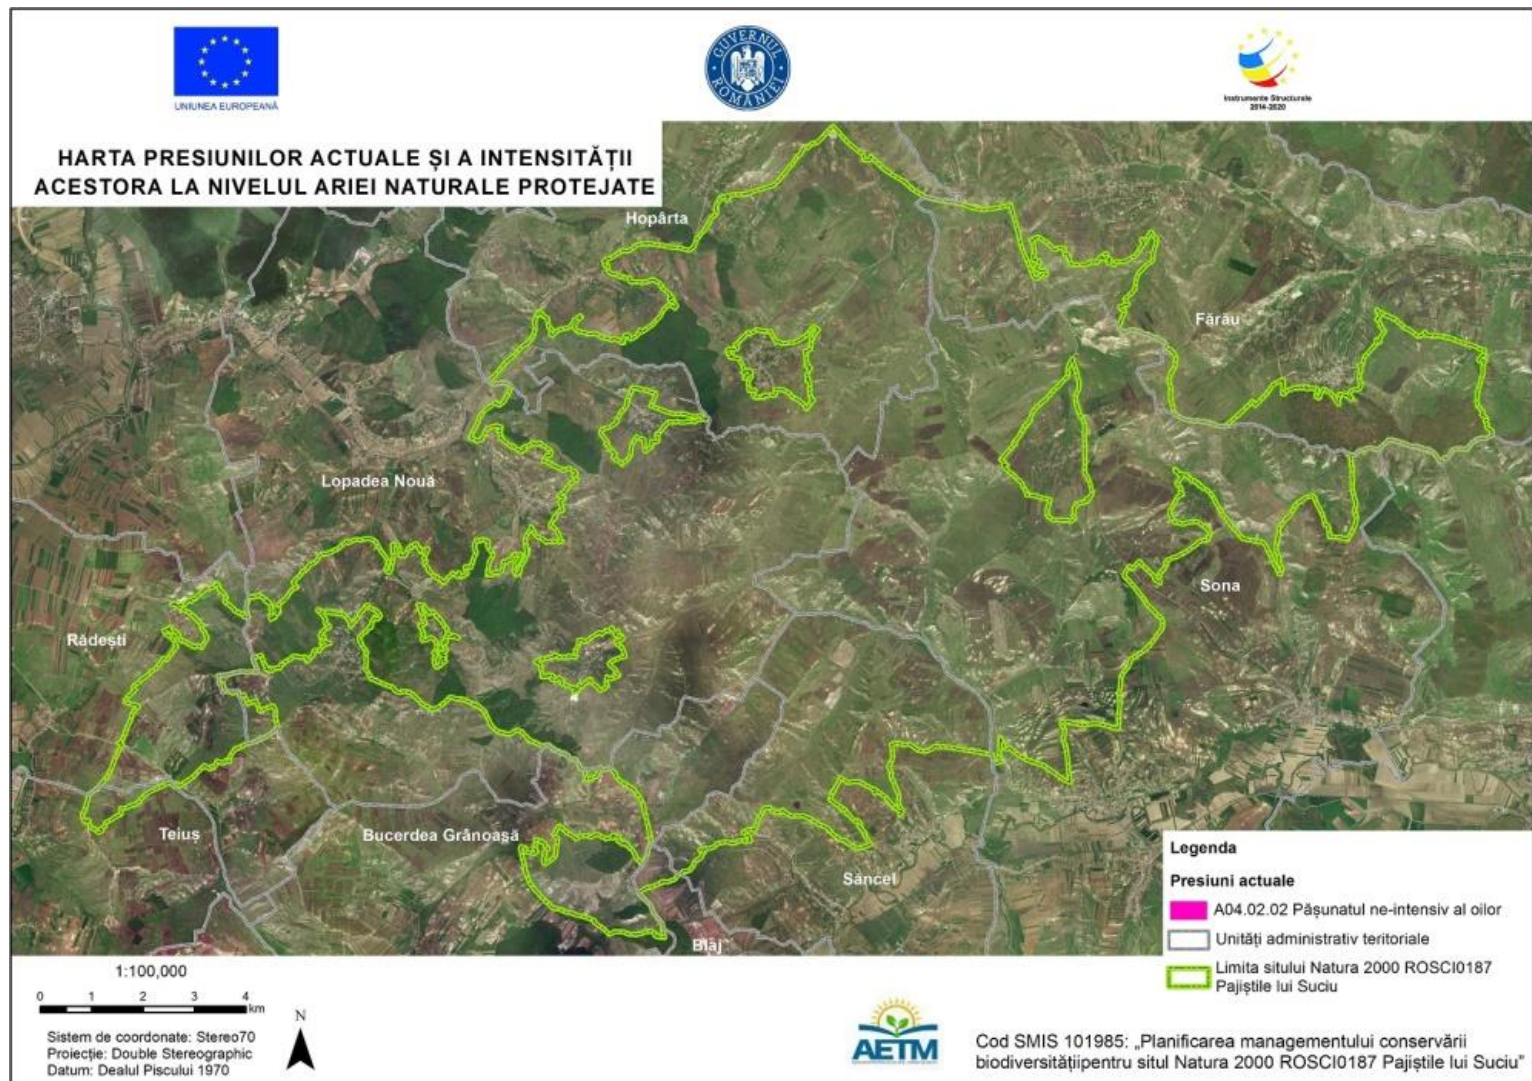 UNIUNEA EUROPEANĂ
GUVERNUL ROMÂNIEI
Instrumente Structurale
2014-2020
HARTA PRESIUNILOR ACTUALE ȘI A INTENSITĂȚII
ACESTORA LA NIVELUL ARIEI NATURALE PROTEJATE
Hopârta
Fărău
Lopadea Nouă
Sona
Rădești
Teiuș
Bucerdea Grânoașă
Sâncel
Blaj
Legenda
Presiuni actuale
A04.02.02 Pășunatul ne-intensiv al oilor
Unități administrativ teritoriale
Limita sitului Natura 2000 ROSCI0187
Pajiștile lui Suciu
1:100,000
0 1 2 3 4
km
N
Sistem de coordonate: Stereo70
Proiecție: Double Stereographic
Datum: Dealul Piscului 1970
AETM
Cod SMIS 101985: „Planificarea managementului conservării
biodiversitățiipentru situl Natura 2000 ROSCI0187 Pajiștile lui Suciu”